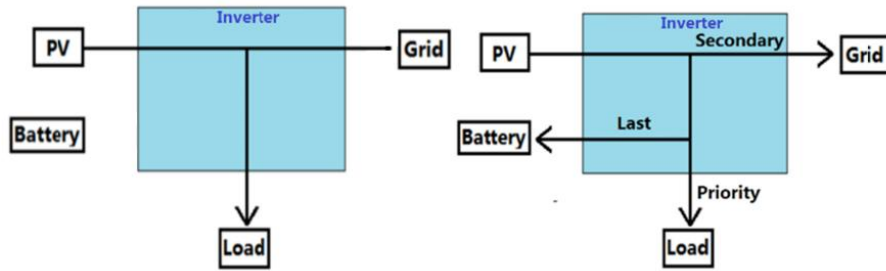 Inverter
PV
Grid
Battery
Load
Inverter
Secondary
PV
Grid
Last
Battery
Priority
Load